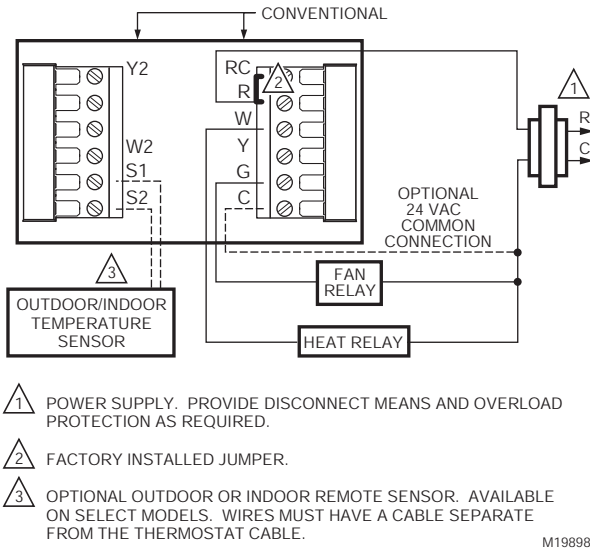 CONVENTIONAL
Y2
W2
S1
S2
RC
R
W
Y
G
C
2
1
R
C
OPTIONAL
24 VAC
COMMON
CONNECTION
3
OUTDOOR/INDOOR
TEMPERATURE
SENSOR
FAN
RELAY
HEAT RELAY
1 POWER SUPPLY. PROVIDE DISCONNECT MEANS AND OVERLOAD
PROTECTION AS REQUIRED.
2 FACTORY INSTALLED JUMPER.
3 OPTIONAL OUTDOOR OR INDOOR REMOTE SENSOR. AVAILABLE
ON SELECT MODELS. WIRES MUST HAVE A CABLE SEPARATE
FROM THE THERMOSTAT CABLE.
M19898